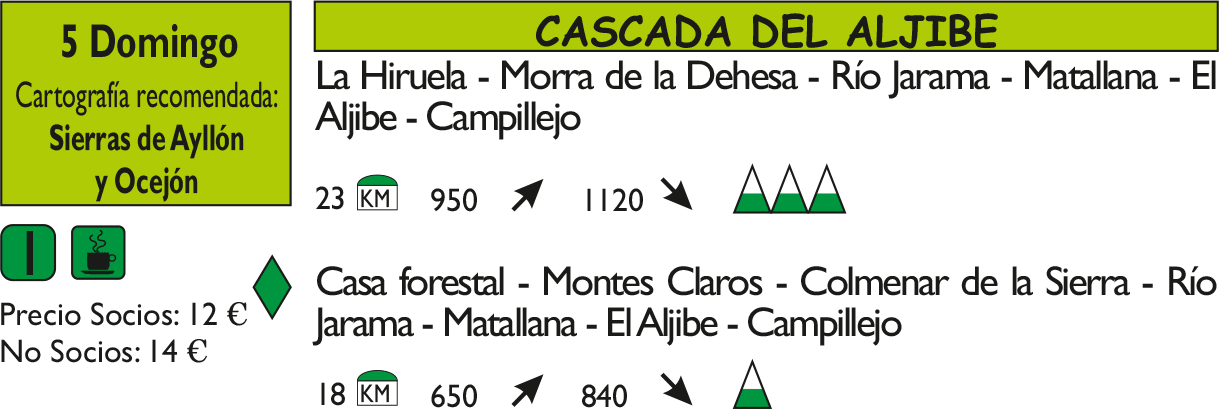 5 Domingo
Cartografía recomendada:
Sierras de Ayllón
y Ocejón
Precio Socios: 12 €
No Socios: 14 €
CASCADA DEL ALJIBE
La Hiruela - Morra de la Dehesa - Río Jarama - Matallana - El
Aljibe - Campillejo
23 KM 950 1120
Casa forestal - Montes Claros - Colmenar de la Sierra - Río
Jarama - Matallana - El Aljibe - Campillejo
18 KM 650 840